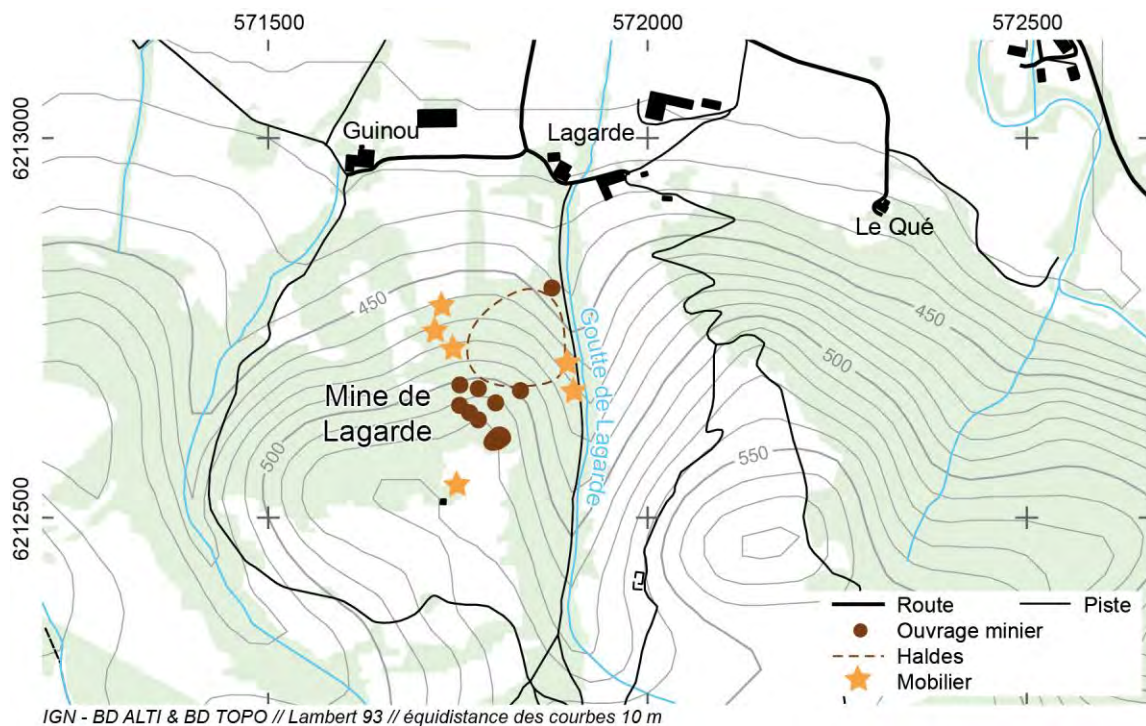 571500
572000
572500
6213000
Guinou
Lagarde
Le Qué
450
450
500
Goutte de Lagarde
Mine de
Lagarde
500
550
6212500
Route
Piste
Ouvrage minier
Haldes
Mobilier
IGN - BD ALTI & BD TOPO // Lambert 93 // équidistance des courbes 10 m